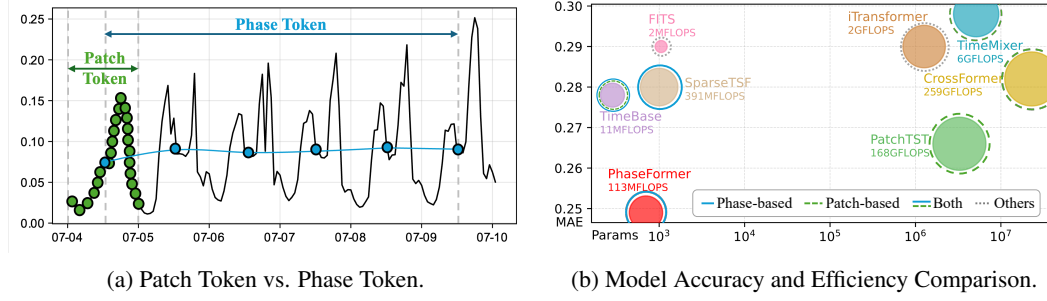 Phase Token
Patch
Token
0.25
0.20
0.15
0.10
0.05
0.00
07-04
07-05
07-06
07-07
07-08
07-09
07-10
(a) Patch Token vs. Phase Token.
0.30
0.29
0.28
0.27
0.26
0.25
MAE
Params
10³
10⁴
10⁵
10⁶
10⁷
FITS
2MFLOPS
iTransformer
2GFLOPS
TimeMixer
6GFLOPS
CrossFormer
259GFLOPS
SparseTSF
391MFLOPS
TimeBase
11MFLOPS
PatchTST
168GFLOPS
PhaseFormer
113MFLOPS
Phase-based
Patch-based
Both
Others
(b) Model Accuracy and Efficiency Comparison.